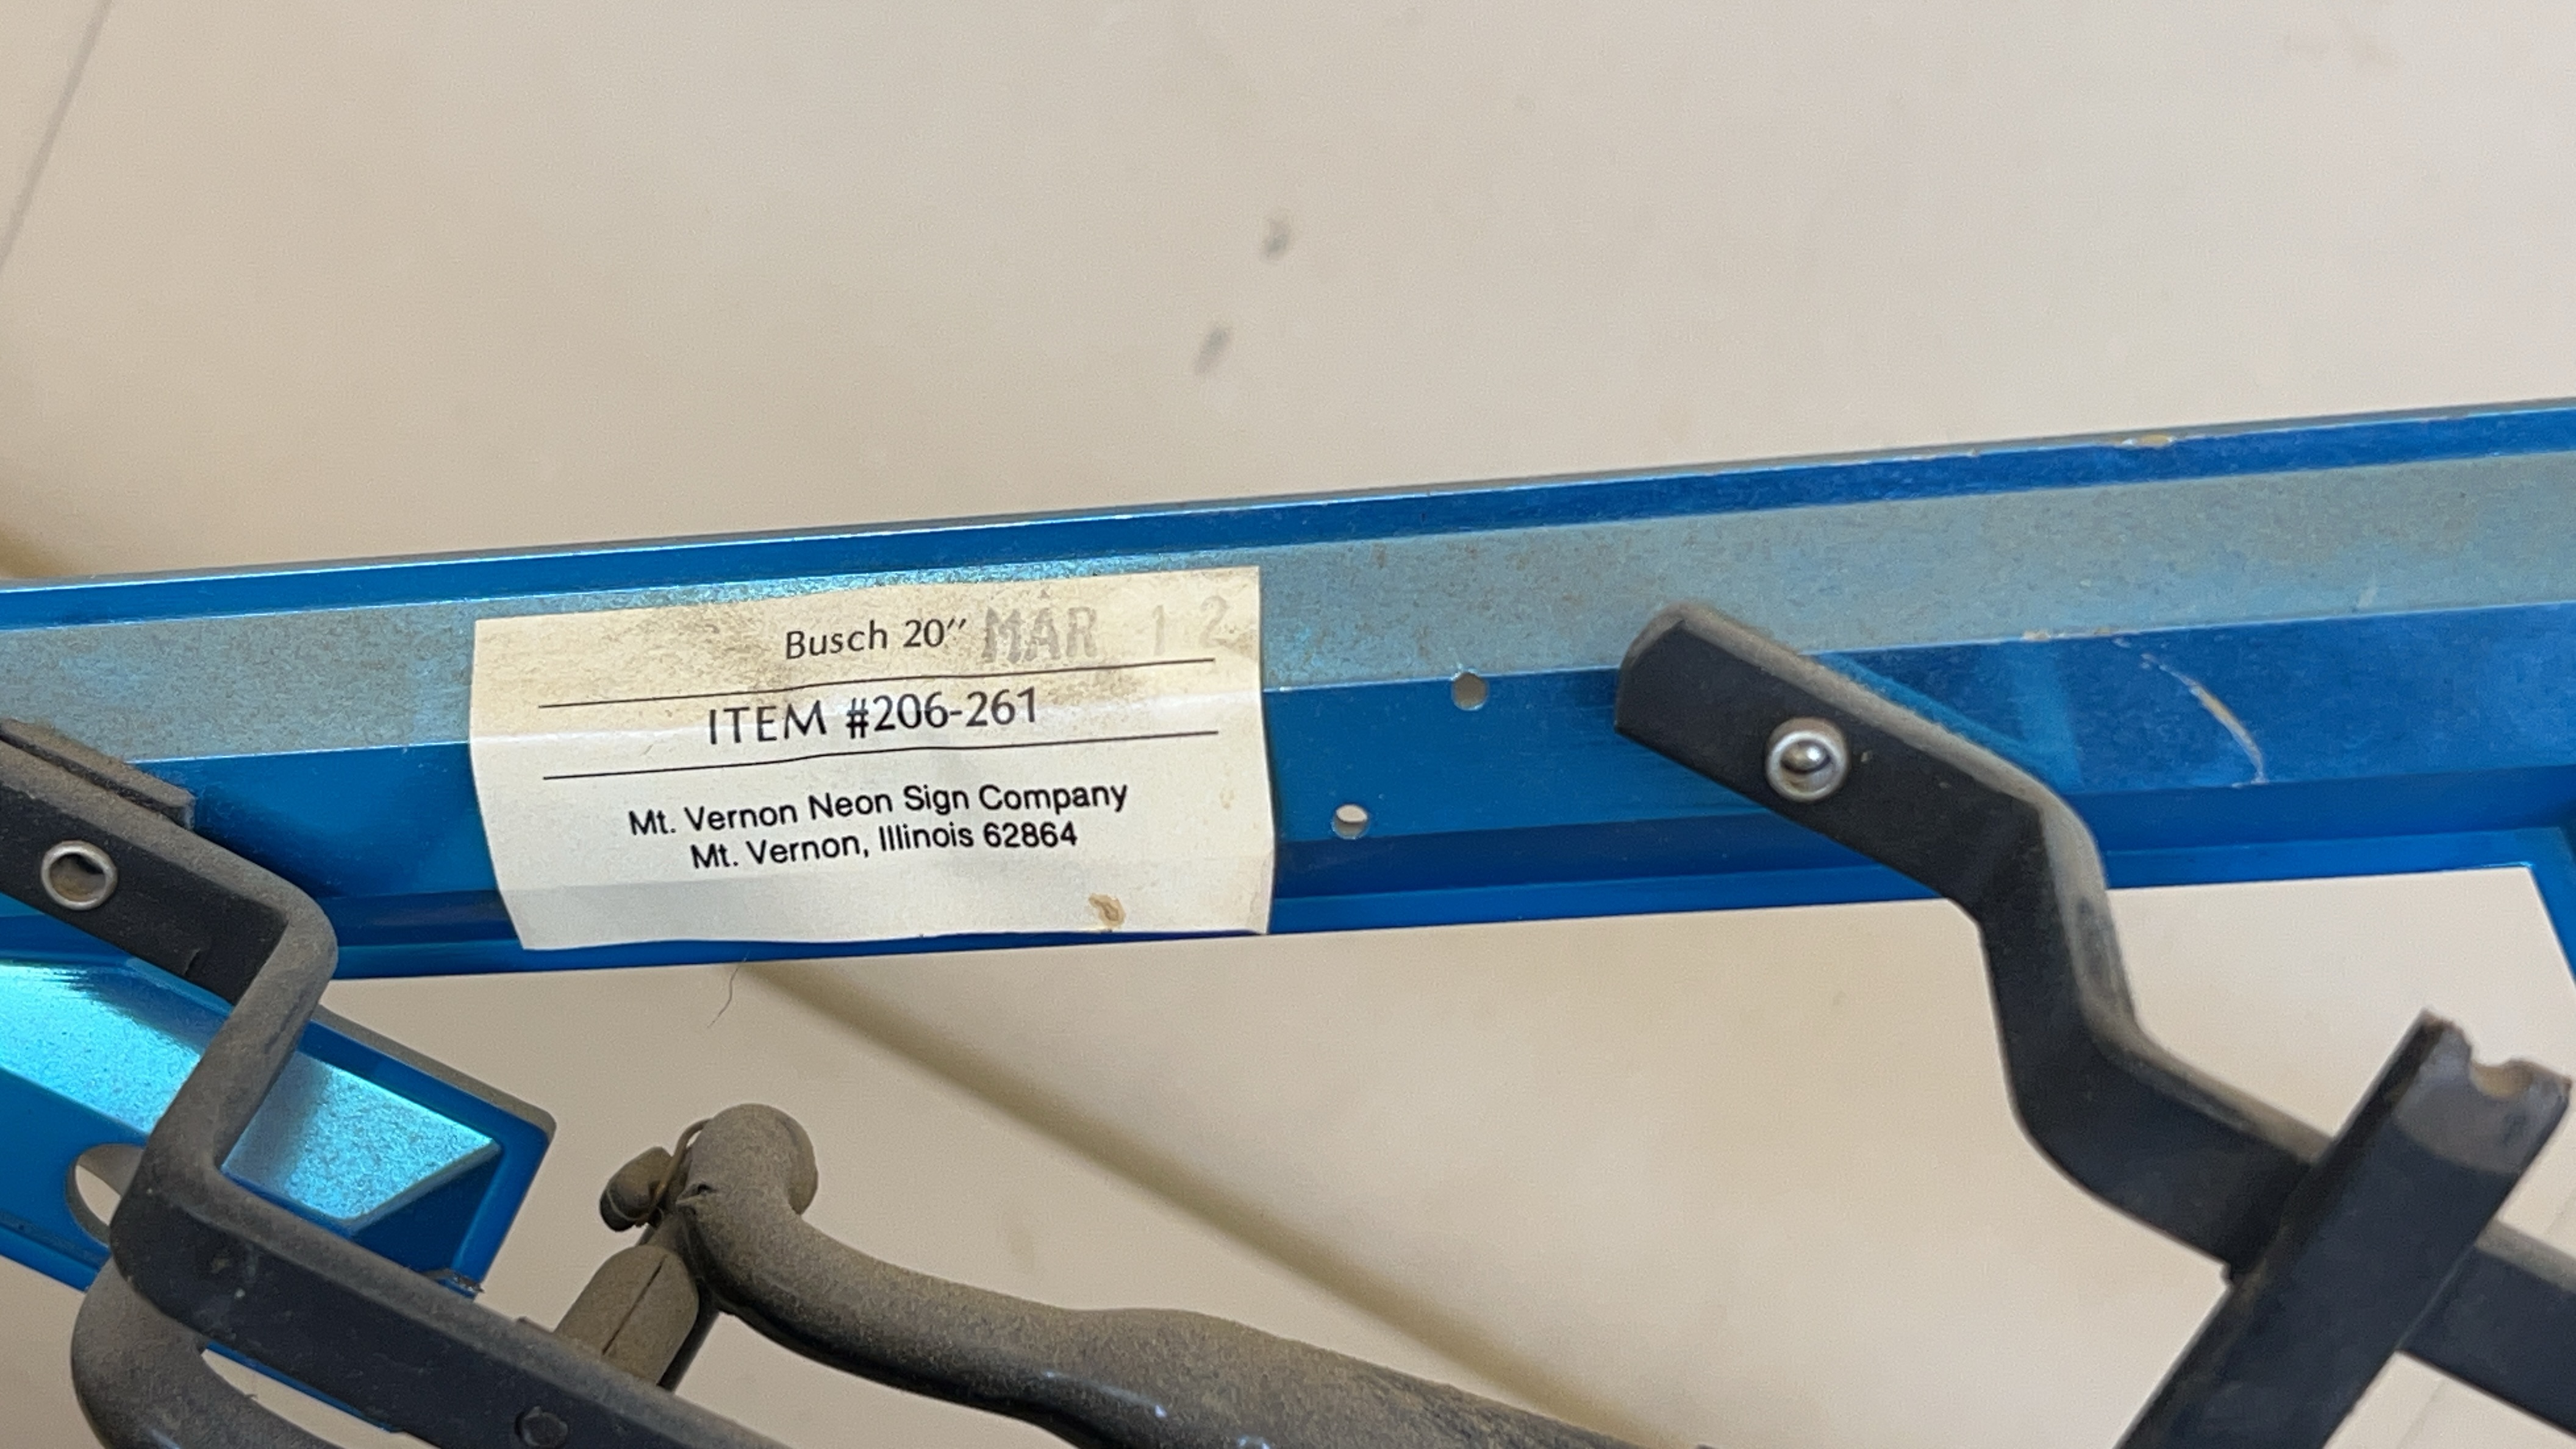 Busch 20″ MAR 12
ITEM #206-261
Mt. Vernon Neon Sign Company
Mt. Vernon, Illinois 62864